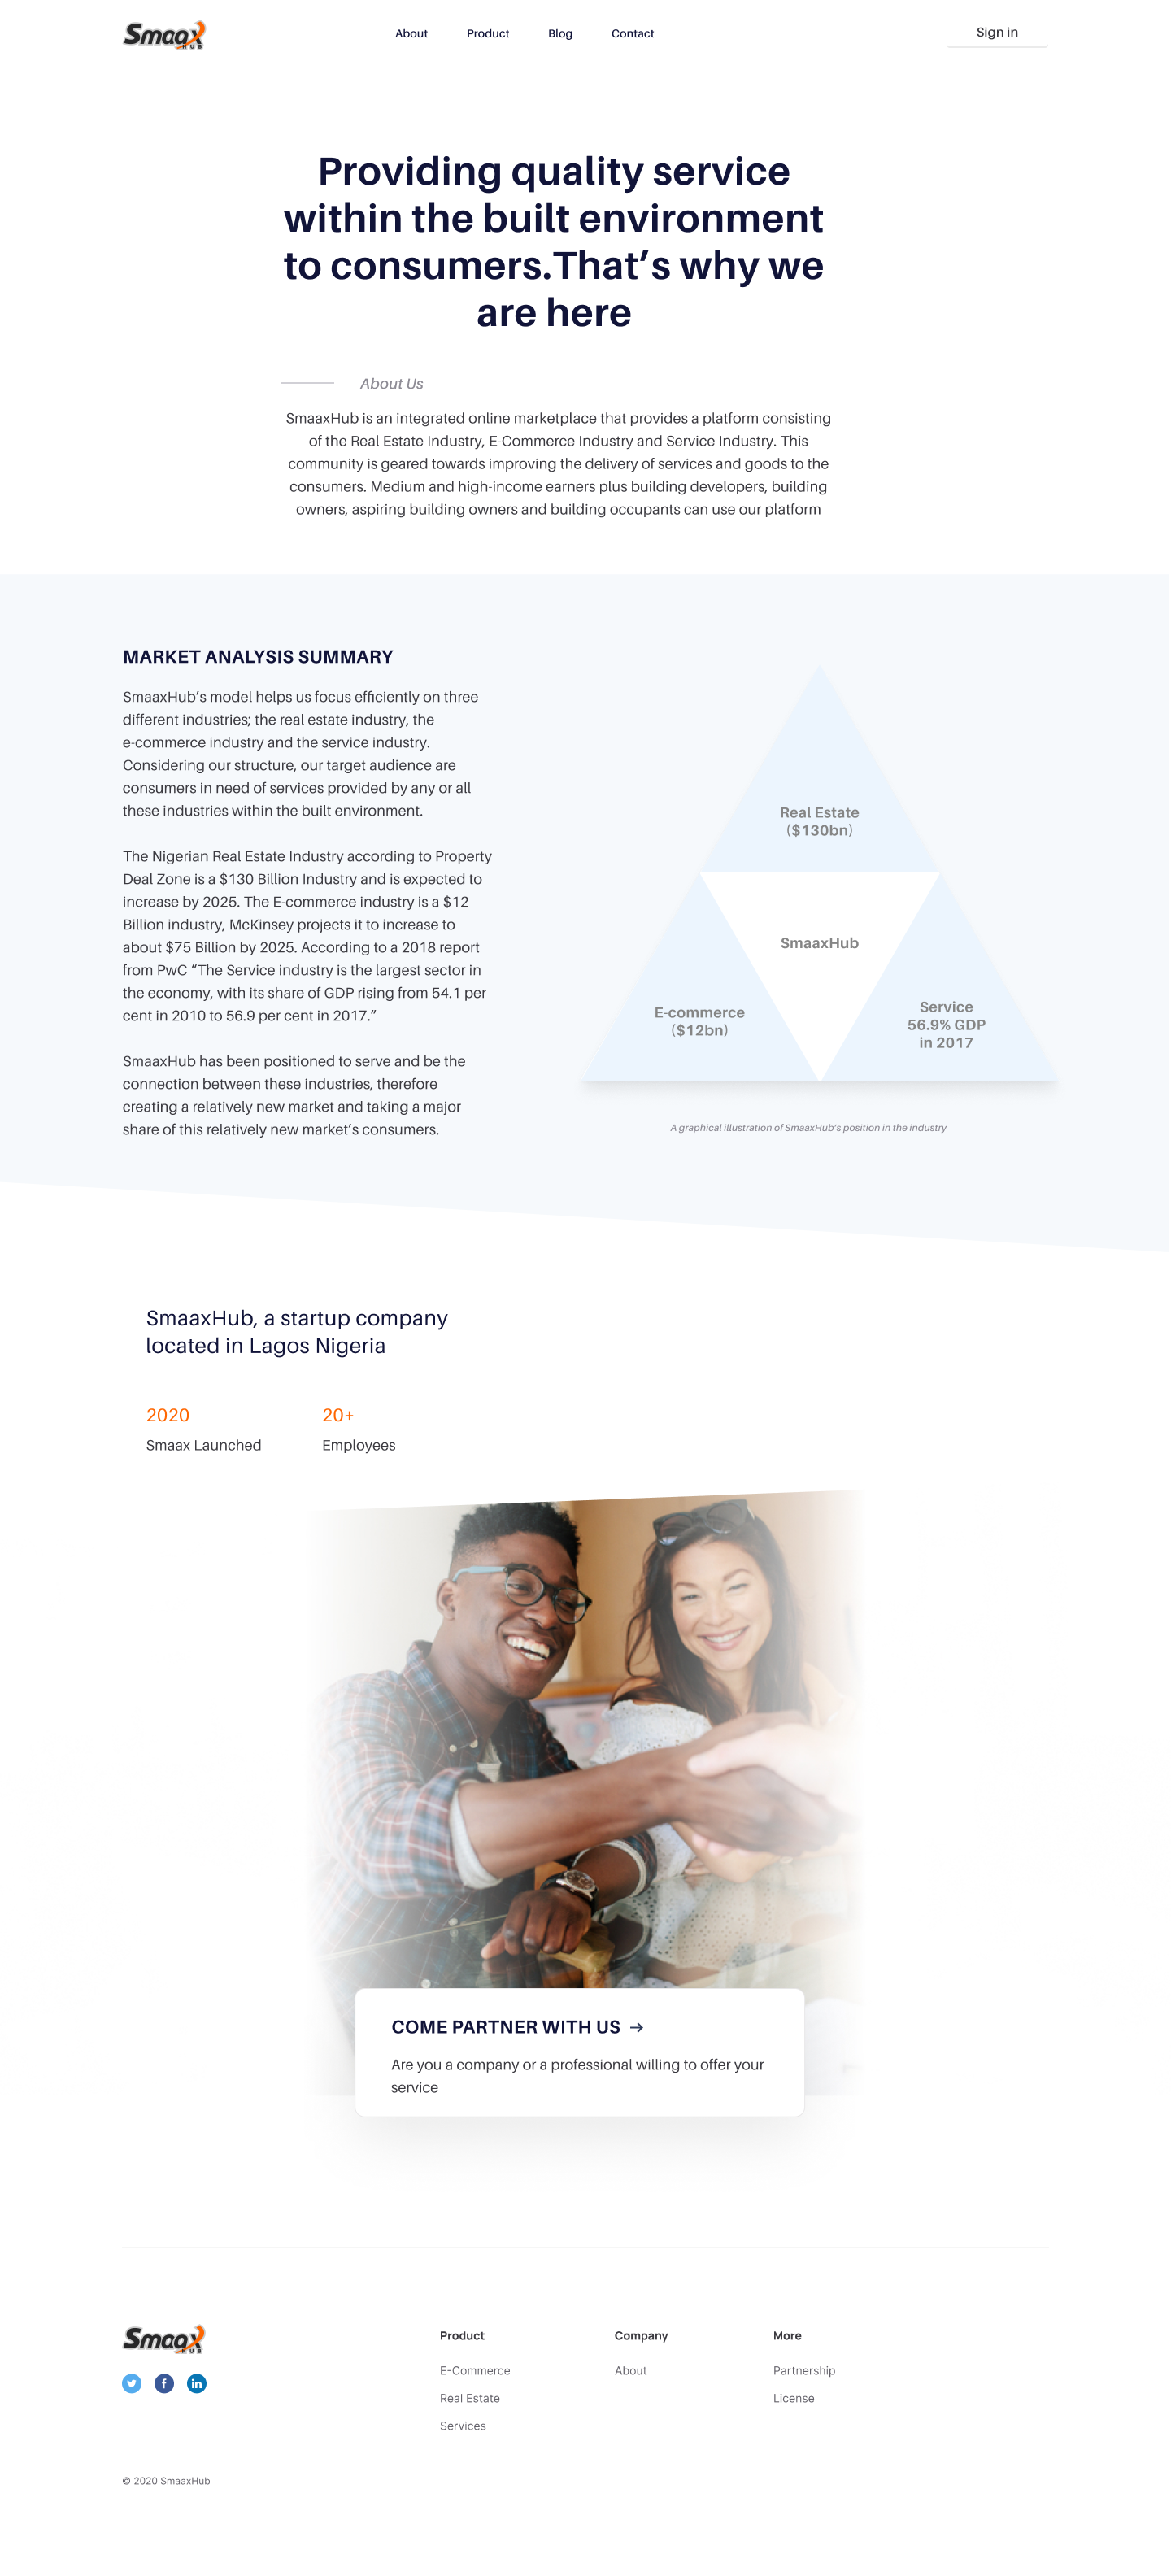 Smaax
HUB
About
Product
Blog
Contact
Sign in
Providing quality service
within the built environment
to consumers.That’s why we
are here
About Us
SmaaxHub is an integrated online marketplace that provides a platform consisting
of the Real Estate Industry, E-Commerce Industry and Service Industry. This
community is geared towards improving the delivery of services and goods to the
consumers. Medium and high-income earners plus building developers, building
owners, aspiring building owners and building occupants can use our platform
MARKET ANALYSIS SUMMARY
SmaaxHub’s model helps us focus efficiently on three
different industries; the real estate industry, the
e-commerce industry and the service industry.
Considering our structure, our target audience are
consumers in need of services provided by any or all
these industries within the built environment.
The Nigerian Real Estate Industry according to Property
Deal Zone is a $130 Billion Industry and is expected to
increase by 2025. The E-commerce industry is a $12
Billion industry, McKinsey projects it to increase to
about $75 Billion by 2025. According to a 2018 report
from PwC “The Service industry is the largest sector in
the economy, with its share of GDP rising from 54.1 per
cent in 2010 to 56.9 per cent in 2017.”
SmaaxHub has been positioned to serve and be the
connection between these industries, therefore
creating a relatively new market and taking a major
share of this relatively new market’s consumers.
Real Estate
($130bn)
SmaaxHub
E-commerce
($12bn)
Service
56.9% GDP
in 2017
A graphical illustration of SmaaxHub’s position in the industry
SmaaxHub, a startup company
located in Lagos Nigeria
2020
Smaax Launched
20+
Employees
COME PARTNER WITH US →
Are you a company or a professional willing to offer your
service
Smaax
HUB
Product
E-Commerce
Real Estate
Services
Company
About
More
Partnership
License
© 2020 SmaaxHub